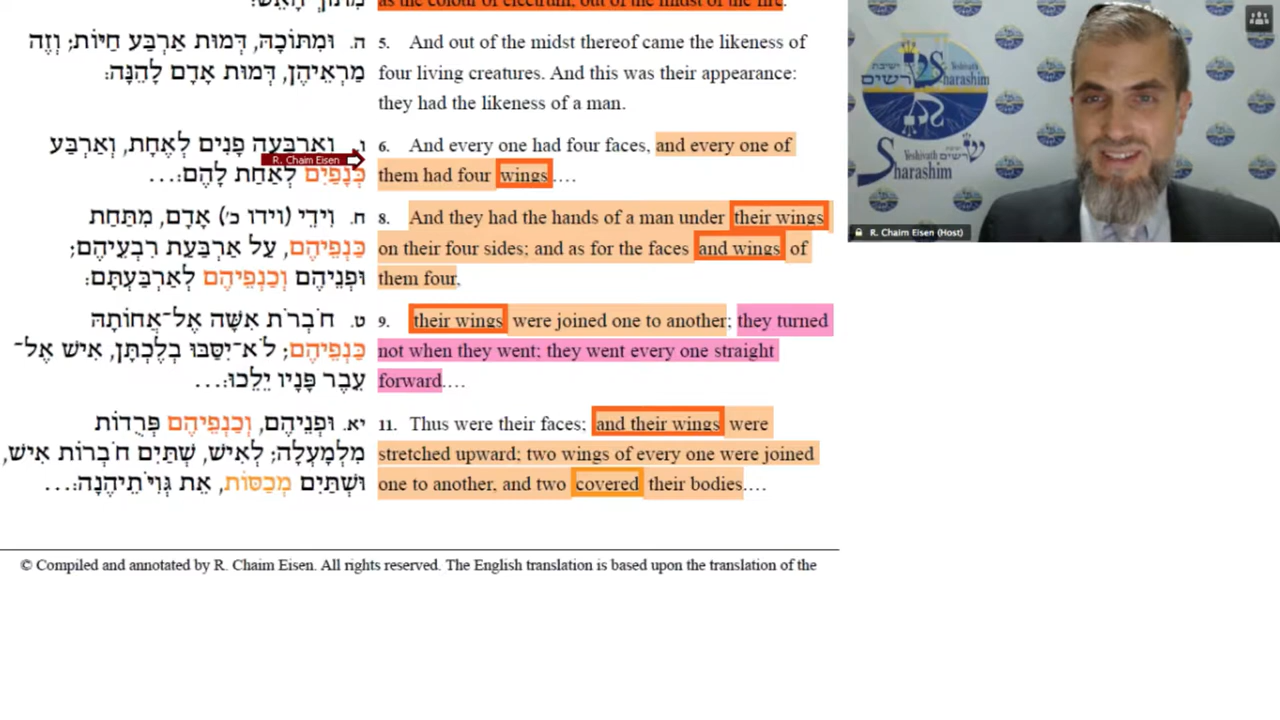 מִתּוֹךְ הָאֵשׁ:
as the colour of electrum, out of the midst of the fire.
ה. וּמִתּוֹכָהּ, דְּמוּת אַרְבַּע חַיּוֹת; וְזֶה
מַרְאֵיהֶן, דְּמוּת אָדָם לָהֵנָּה:
5. And out of the midst thereof came the likeness of
four living creatures. And this was their appearance:
they had the likeness of a man.
ו. וְאַרְבָּעָה פָנִים לְאֶחָת, וְאַרְבַּע
כְּנָפַיִם לְאַחַת לָהֶם:...
R. Chaim Eisen
6. And every one had four faces, and every one of
them had four wings....
ח. וִידֵי (וידו כ׳) אָדָם, מִתַּחַת
כַּנְפֵיהֶם, עַל אַרְבַּעַת רִבְעֵיהֶם;
וּפְנֵיהֶם וְכַנְפֵיהֶם לְאַרְבַּעְתָּם:
8. And they had the hands of a man under their wings
on their four sides; and as for the faces and wings of
them four,
ט. חֹבְרֹת אִשָּׁה אֶל־אֲחוֹתָהּ
כַּנְפֵיהֶם; לֹא־יִסַּבּוּ בְלֶכְתָּן, אִישׁ אֶל־
עֵבֶר פָּנָיו יֵלֵכוּ:...
9. their wings were joined one to another; they turned
not when they went; they went every one straight
forward....
יא. וּפְנֵיהֶם, וְכַנְפֵיהֶם פְּרֻדוֹת
מִלְמָעְלָה; לְאִישׁ, שְׁתַּיִם חֹבְרוֹת אִישׁ,
וּשְׁתַּיִם מְכַסּוֹת, אֵת גְּוִיֹּתֵיהֶנָה:...
11. Thus were their faces; and their wings were
stretched upward; two wings of every one were joined
one to another, and two covered their bodies....
© Compiled and annotated by R. Chaim Eisen. All rights reserved. The English translation is based upon the translation of the
ישיבת
שרשים
Yeshivath
Sharashim
Yeshivath שרשים
Sharashim
R. Chaim Eisen (Host)